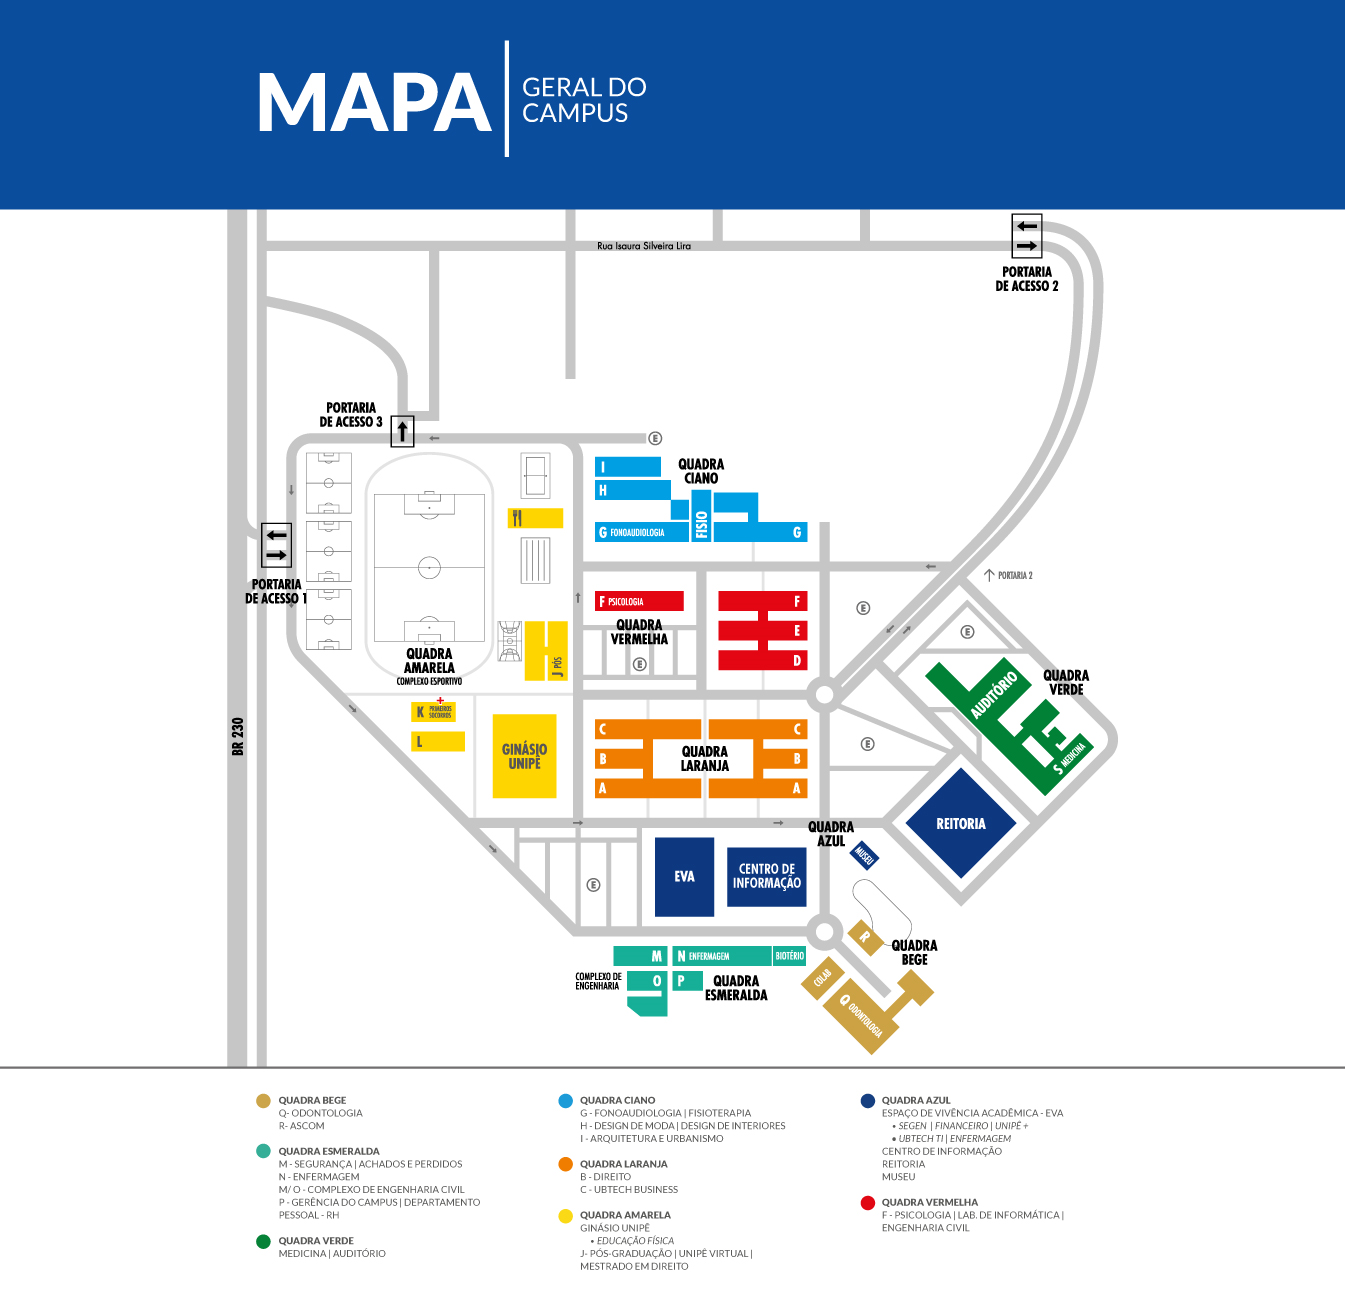 MAPA
GERAL DO
CAMPUS
Rua Isaura Silveira Lira
PORTARIA
DE ACESSO 2
PORTARIA
DE ACESSO 3
E
I
QUADRA
CIANO
H
FISIO
G FONOAUDIOLOGIA
G
PORTARIA
DE ACESSO 1
PORTARIA 2
F PSICOLOGIA
F
E
QUADRA
VERMELHA
E
E
E
D
QUADRA
AMARELA
COMPLEXO ESPORTIVO
J PÓS
AUDITÓRIO
QUADRA
VERDE
S MEDICINA
K PRIMEIROS
SOCORROS
L
BR 230
GINÁSIO
UNIPÊ
C
B
A
QUADRA
LARANJA
C
B
A
E
REITORIA
QUADRA
AZUL
MUSEU
EVA
CENTRO DE
INFORMAÇÃO
E
R
QUADRA
BEGE
M
N ENFERMAGEM
BIOTÉRIO
COMPLEXO DE
ENGENHARIA
O
P
QUADRA
ESMERALDA
COLAB
Q ODONTOLOGIA
QUADRA BEGE
Q- ODONTOLOGIA
R- ASCOM
QUADRA ESMERALDA
M - SEGURANÇA | ACHADOS E PERDIDOS
N - ENFERMAGEM
M/ O - COMPLEXO DE ENGENHARIA CIVIL
P - GERÊNCIA DO CAMPUS | DEPARTAMENTO
PESSOAL - RH
QUADRA VERDE
MEDICINA | AUDITÓRIO
QUADRA CIANO
G - FONOAUDIOLOGIA | FISIOTERAPIA
H - DESIGN DE MODA | DESIGN DE INTERIORES
I - ARQUITETURA E URBANISMO
QUADRA LARANJA
B - DIREITO
C - UBTECH BUSINESS
QUADRA AMARELA
GINÁSIO UNIPÊ
• EDUCAÇÃO FÍSICA
J- PÓS-GRADUAÇÃO | UNIPÊ VIRTUAL |
MESTRADO EM DIREITO
QUADRA AZUL
ESPAÇO DE VIVÊNCIA ACADÊMICA - EVA
• SEGEN | FINANCEIRO | UNIPÊ +
• UBTECH TI | ENFERMAGEM
CENTRO DE INFORMAÇÃO
REITORIA
MUSEU
QUADRA VERMELHA
F - PSICOLOGIA | LAB. DE INFORMÁTICA |
ENGENHARIA CIVIL